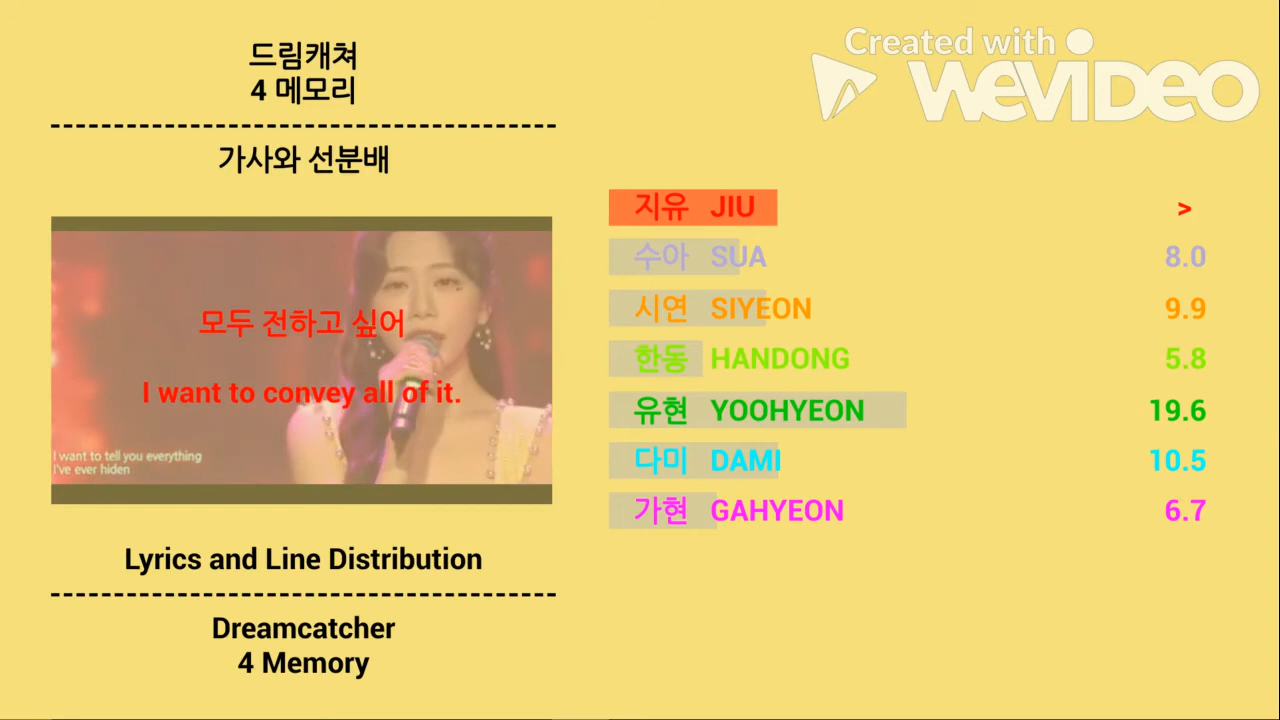 드림캐쳐
4 메모리
가사와 선분배
모두 전하고 싶어
I want to convey all of it.
I want to tell you everything
I've ever hiden
Lyrics and Line Distribution
Dreamcatcher
4 Memory
Created with
WEVIDEO
지유 JIU >
수아 SUA 8.0
시연 SIYEON 9.9
한동 HANDONG 5.8
유현 YOOHYEON 19.6
다미 DAMI 10.5
가현 GAHYEON 6.7